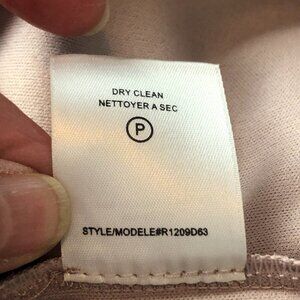 DRY CLEAN
NETTOYER A SEC
P
STYLE/MODELE#R1209D63